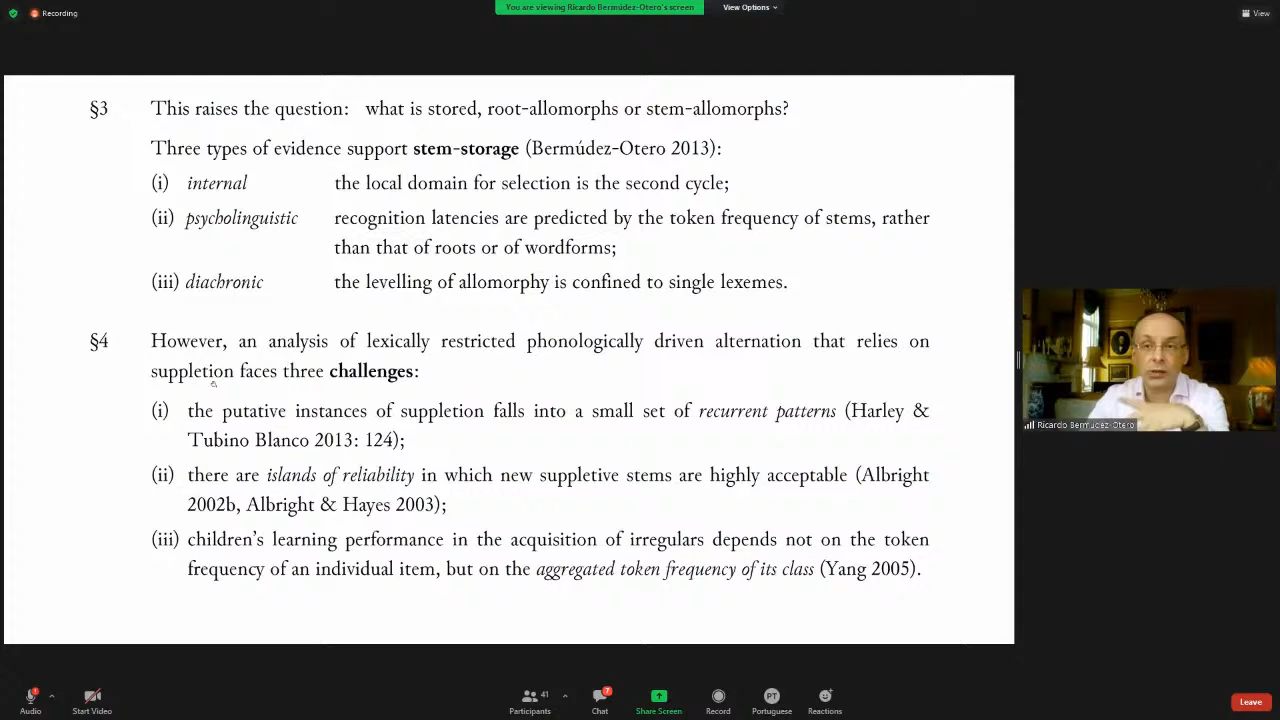 Recording
You are viewing Ricardo Bermúdez-Otero's screen
View Options
View
§3 This raises the question: what is stored, root-allomorphs or stem-allomorphs?
Three types of evidence support stem-storage (Bermúdez-Otero 2013):
(i) internal the local domain for selection is the second cycle;
(ii) psycholinguistic recognition latencies are predicted by the token frequency of stems, rather
than that of roots or of wordforms;
(iii) diachronic the levelling of allomorphy is confined to single lexemes.
§4 However, an analysis of lexically restricted phonologically driven alternation that relies on
suppletion faces three challenges:
(i) the putative instances of suppletion falls into a small set of recurrent patterns (Harley &
Tubino Blanco 2013: 124);
(ii) there are islands of reliability in which new suppletive stems are highly acceptable (Albright
2002b, Albright & Hayes 2003);
(iii) children's learning performance in the acquisition of irregulars depends not on the token
frequency of an individual item, but on the aggregated token frequency of its class (Yang 2005).
Ricardo Bermúdez-Otero
41
7
PT
Audio
Start Video
Participants
Chat
Share Screen
Record
Portuguese
Reactions
Leave